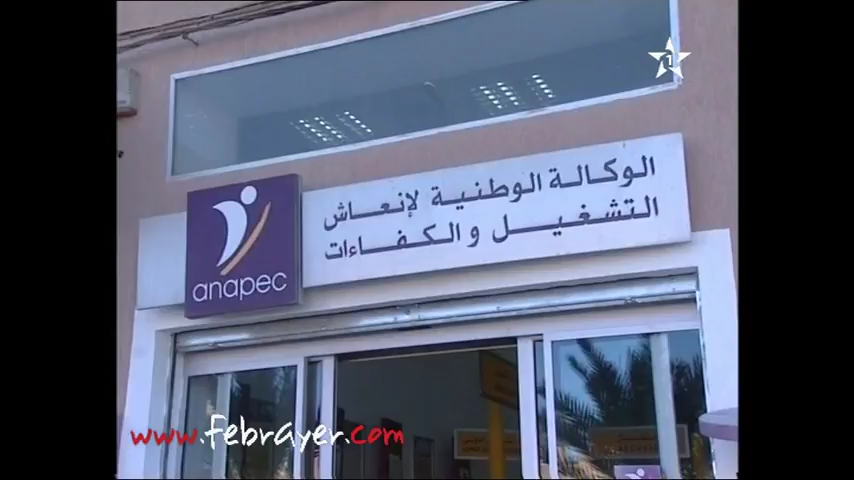 الوكالة الوطنية لإنعاش
التشغيل والكفاءات
anapec
www.febrayer.com